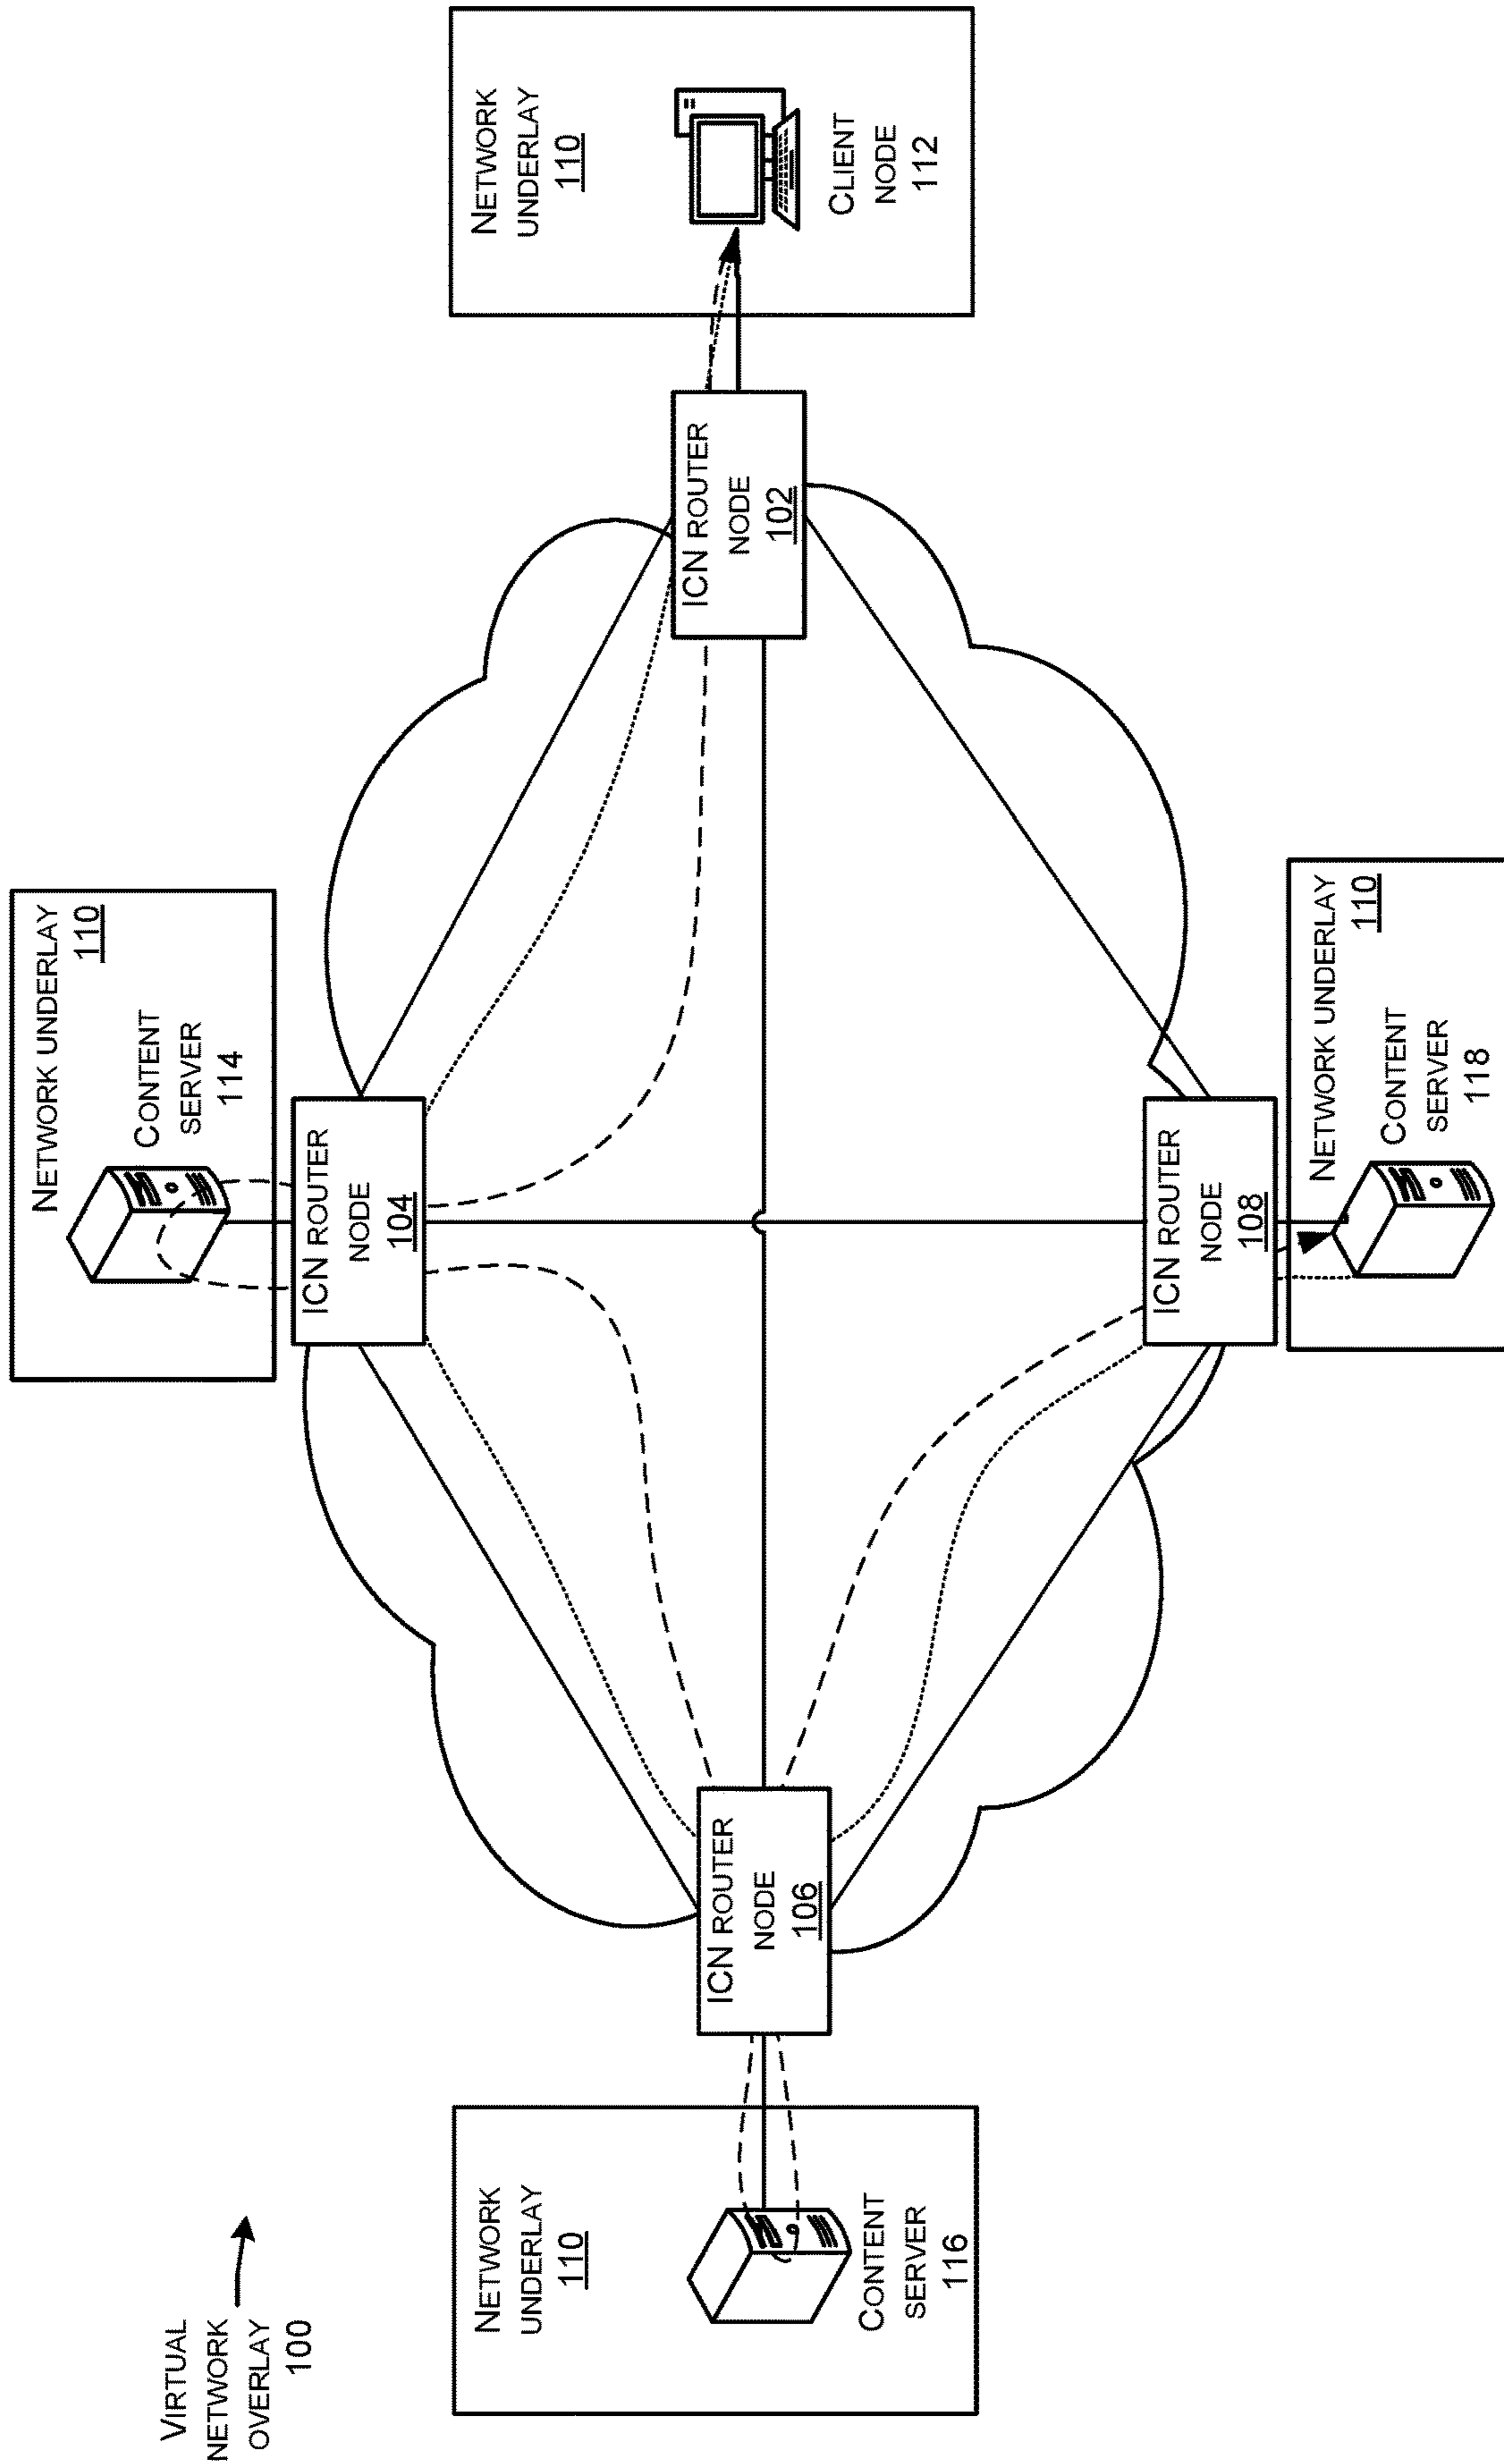 VIRTUAL
NETWORK
OVERLAY
100
NETWORK UNDERLAY
110
CONTENT
SERVER
114
ICN ROUTER
NODE
104
NETWORK
UNDERLAY
110
CONTENT
SERVER
116
ICN ROUTER
NODE
106
ICN ROUTER
NODE
102
NETWORK
UNDERLAY
110
CLIENT
NODE
112
ICN ROUTER
NODE
108
NETWORK UNDERLAY
110
CONTENT
SERVER
118